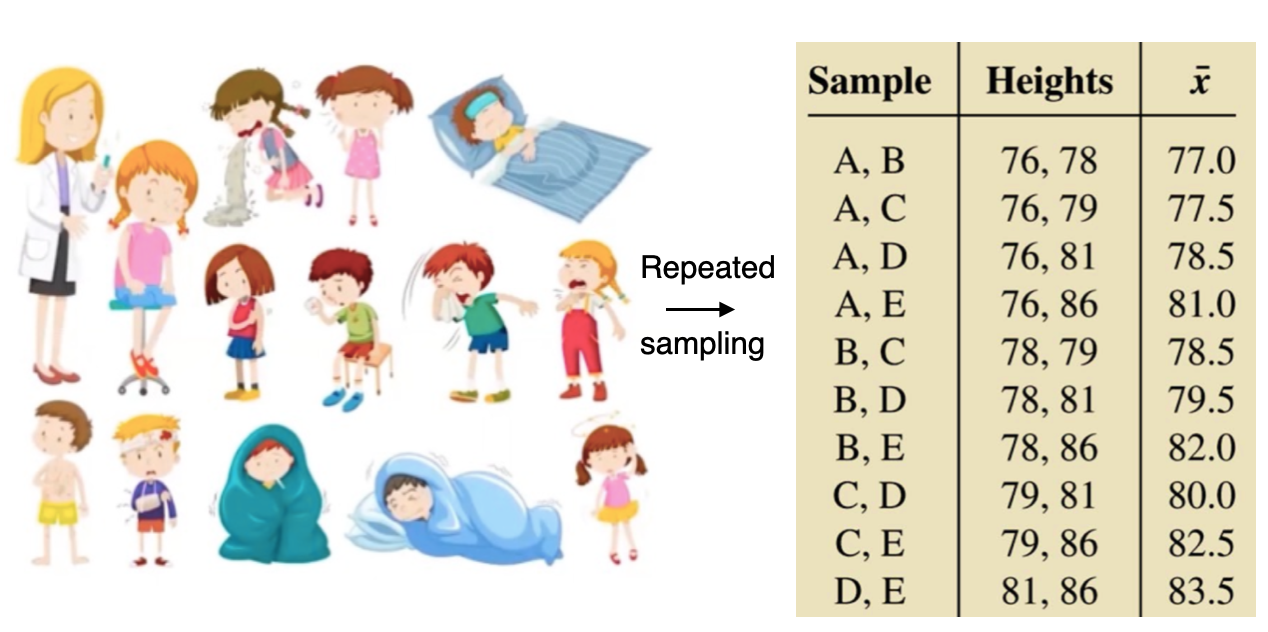 Repeated
sampling
Sample Heights x̄
A, B 76, 78 77.0
A, C 76, 79 77.5
A, D 76, 81 78.5
A, E 76, 86 81.0
B, C 78, 79 78.5
B, D 78, 81 79.5
B, E 78, 86 82.0
C, D 79, 81 80.0
C, E 79, 86 82.5
D, E 81, 86 83.5